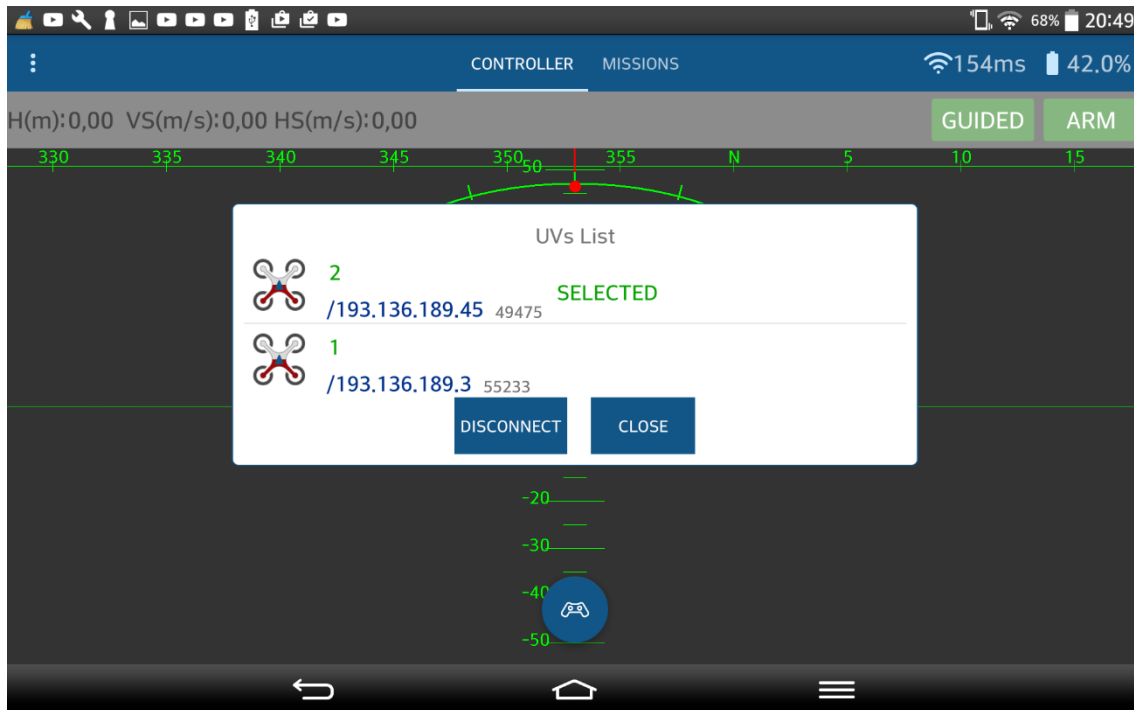 68% 20:49
CONTROLLER MISSIONS 154ms 42.0%
H(m):0,00 VS(m/s):0,00 HS(m/s):0,00 GUIDED ARM
330 335 340 345 350 355 N 5 10 15
50
UVs List
2
SELECTED
/193.136.189.45 49475
1
/193.136.189.3 55233
DISCONNECT CLOSE
-20
-30
-40
-50